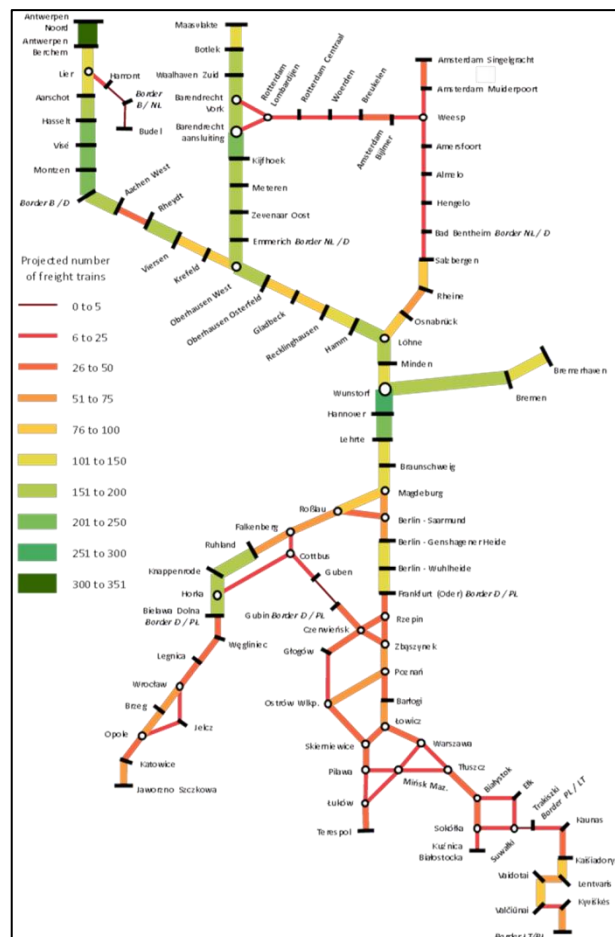 Antwerpen
Noord
Antwerpen
Berchem
Lier
Hamont
Border
B / NL
Budel
Aarschot
Hasselt
Visé
Montzen
Border B / D
Aachen West
Rheydt
Viersen
Krefeld
Oberhausen West
Oberhausen Osterfeld
Gladbeck
Recklinghausen
Hamm
Maaselakte
Botlek
Waalhaven Zuid
Barendrecht
Vork
Barendrecht
aansluiting
Kijfhoek
Meteren
Zevenaar Oost
Emmerich Border NL / D
Rotterdam
Lombardijen
Rotterdam Centraal
Woerden
Breukelen
Amsterdam
Bijlmer
Amsterdam Singelgracht
Amsterdam Muiderpoort
Weesp
Amersfoort
Almelo
Hengelo
Bad Bentheim Border NL / D
Salzbergen
Rheine
Osnabrück
Löhne
Minden
Wunstorf
Bremerhaven
Bremen
Hannover
Lehrte
Braunschweig
Magdeburg
Projected number
of freight trains
0 to 5
6 to 25
26 to 50
51 to 75
76 to 100
101 to 150
151 to 200
201 to 250
251 to 300
300 to 351
Roßlau
Falkenberg
Ruhland
Knappenrode
Horka
Bielawa Dolna
Border D / PL
Węgliniec
Legnica
Wrocław
Brzeg
Jelcz
Opole
Katowice
Jaworzno Szczkowa
Cottbus
Guben
Gubin Border D / PL
Czerwieńsk
Głogów
Ostrów Wlkp.
Berlin - Saarmund
Berlin - Genshagener Heide
Berlin - Wuhlheide
Frankfurt (Oder) Border D / PL
Rzepin
Zbąszynek
Poznań
Barłogi
Łowicz
Skierniewice
Warszawa
Tłuszcz
Pilawa
Mińsk Maz.
Łuków
Terespol
Białystok
Ełk
Trakiszki
Border PL / LT
Sokółka
Suwałki
Kuźnica
Białostocka
Kaunas
Kaišiadorys
Vaidotai
Lentvaris
Valčiūnai
Kyviškės
Border LT/BL